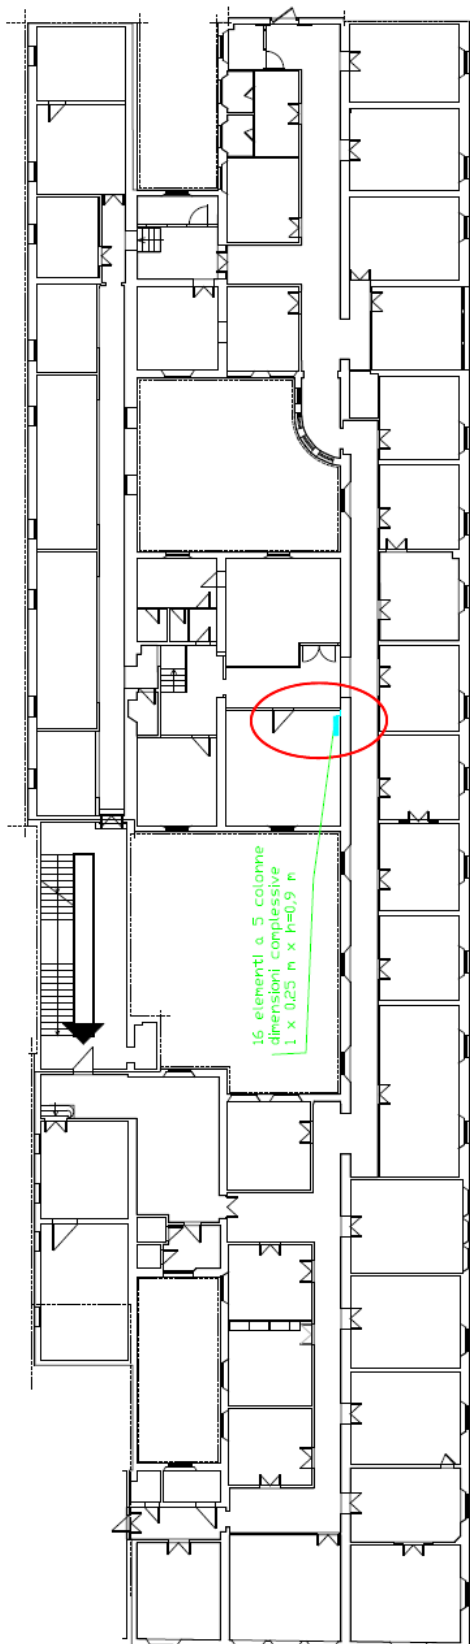 16 elementi a 5 colonne
dimensioni complessive
1 x 0,25 m x h=0,9 m